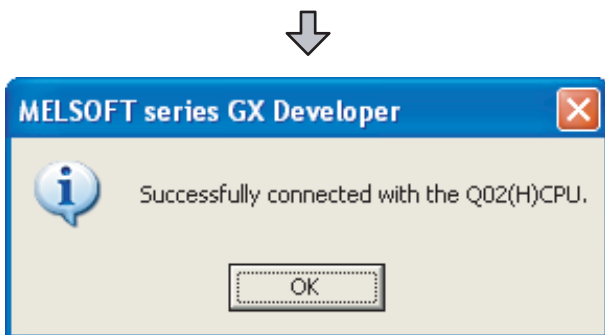 MELSOFT series GX Developer
Successfully connected with the Q02(H)CPU.
OK